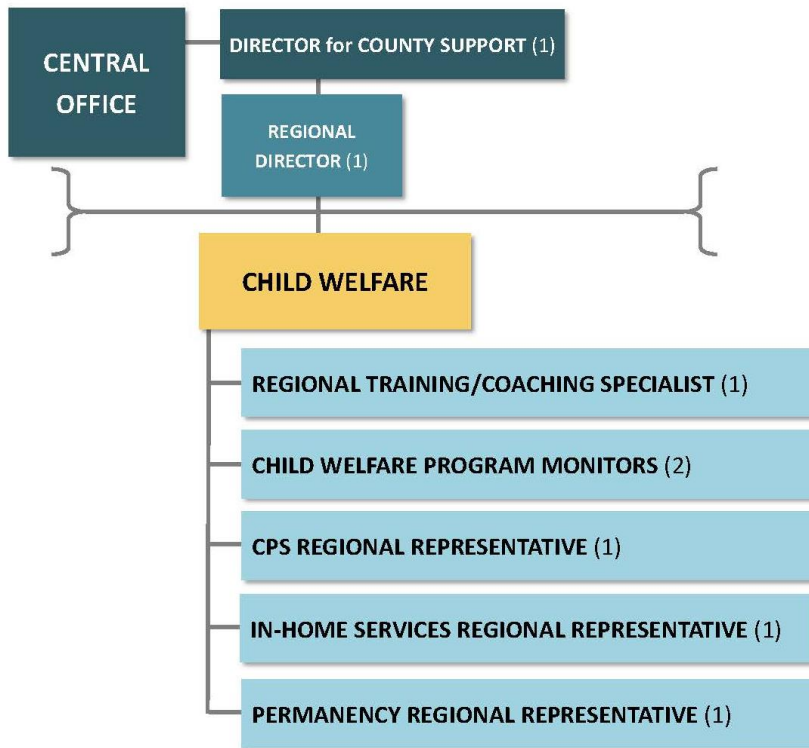 CENTRAL
OFFICE
DIRECTOR for COUNTY SUPPORT (1)
REGIONAL
DIRECTOR (1)
CHILD WELFARE
REGIONAL TRAINING/COACHING SPECIALIST (1)
CHILD WELFARE PROGRAM MONITORS (2)
CPS REGIONAL REPRESENTATIVE (1)
IN-HOME SERVICES REGIONAL REPRESENTATIVE (1)
PERMANENCY REGIONAL REPRESENTATIVE (1)